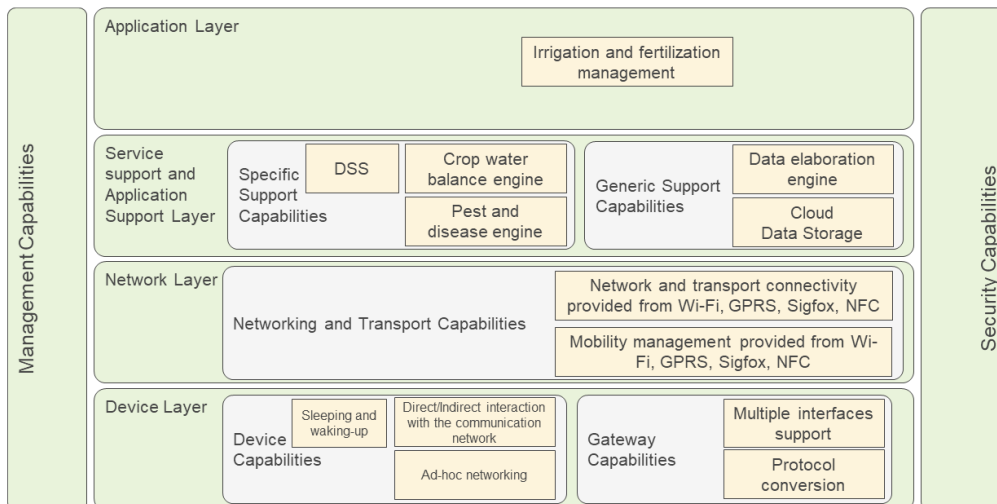 Management Capabilities
Application Layer
Irrigation and fertilization
management
Service
support and
Application
Support Layer
Specific
Support
Capabilities
DSS
Crop water
balance engine
Pest and
disease engine
Generic Support
Capabilities
Data elaboration
engine
Cloud
Data Storage
Network Layer
Networking and Transport Capabilities
Network and transport connectivity
provided from Wi-Fi, GPRS, Sigfox, NFC
Mobility management provided from Wi-
Fi, GPRS, Sigfox, NFC
Device Layer
Device
Capabilities
Sleeping and
waking-up
Direct/Indirect interaction
with the communication
network
Ad-hoc networking
Gateway
Capabilities
Multiple interfaces
support
Protocol
conversion
Security Capabilities